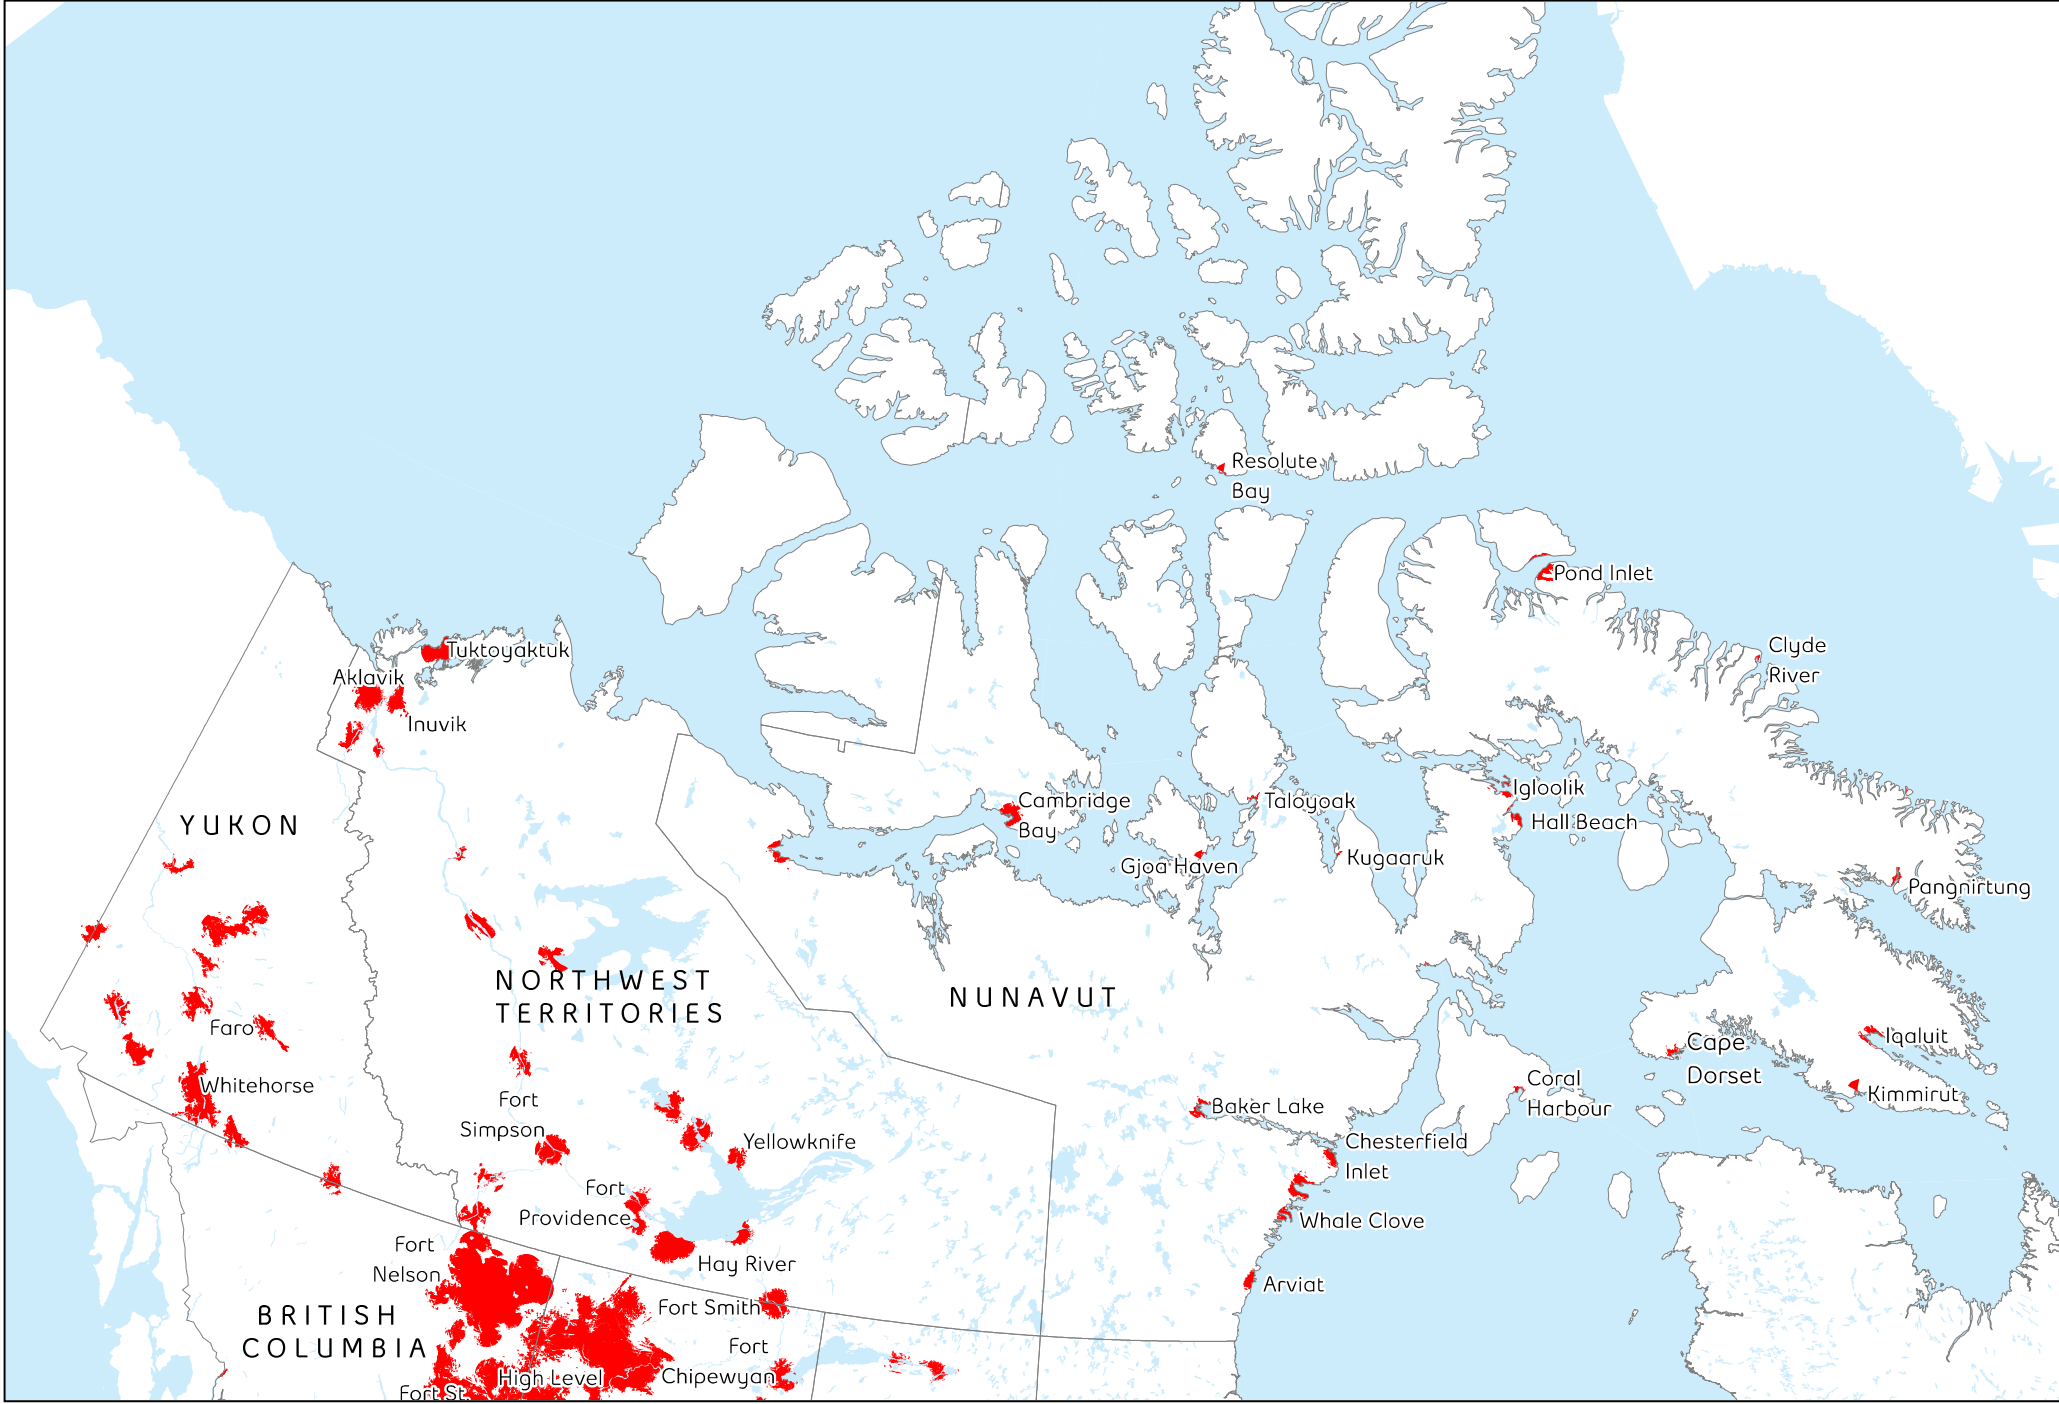 Resolute
Bay
Pond Inlet
Clyde
River
Tuktoyaktuk
Aklavik
Inuvik
Igloolik
Cambridge
Bay
Taloyoak
Hall Beach
YUKON
Gjoa Haven
Kugaaruk
Pangnirtung
NORTHWEST
TERRITORIES
NUNAVUT
Faro
Cape
Dorset
Iqaluit
Whitehorse
Fort
Simpson
Coral
Harbour
Kimmirut
Baker Lake
Yellowknife
Chesterfield
Inlet
Fort
Providence
Whale Clove
Fort
Nelson
Hay River
Arviat
Fort Smith
BRITISH
COLUMBIA
Fort
Chipewyan
High Level
Fort St.